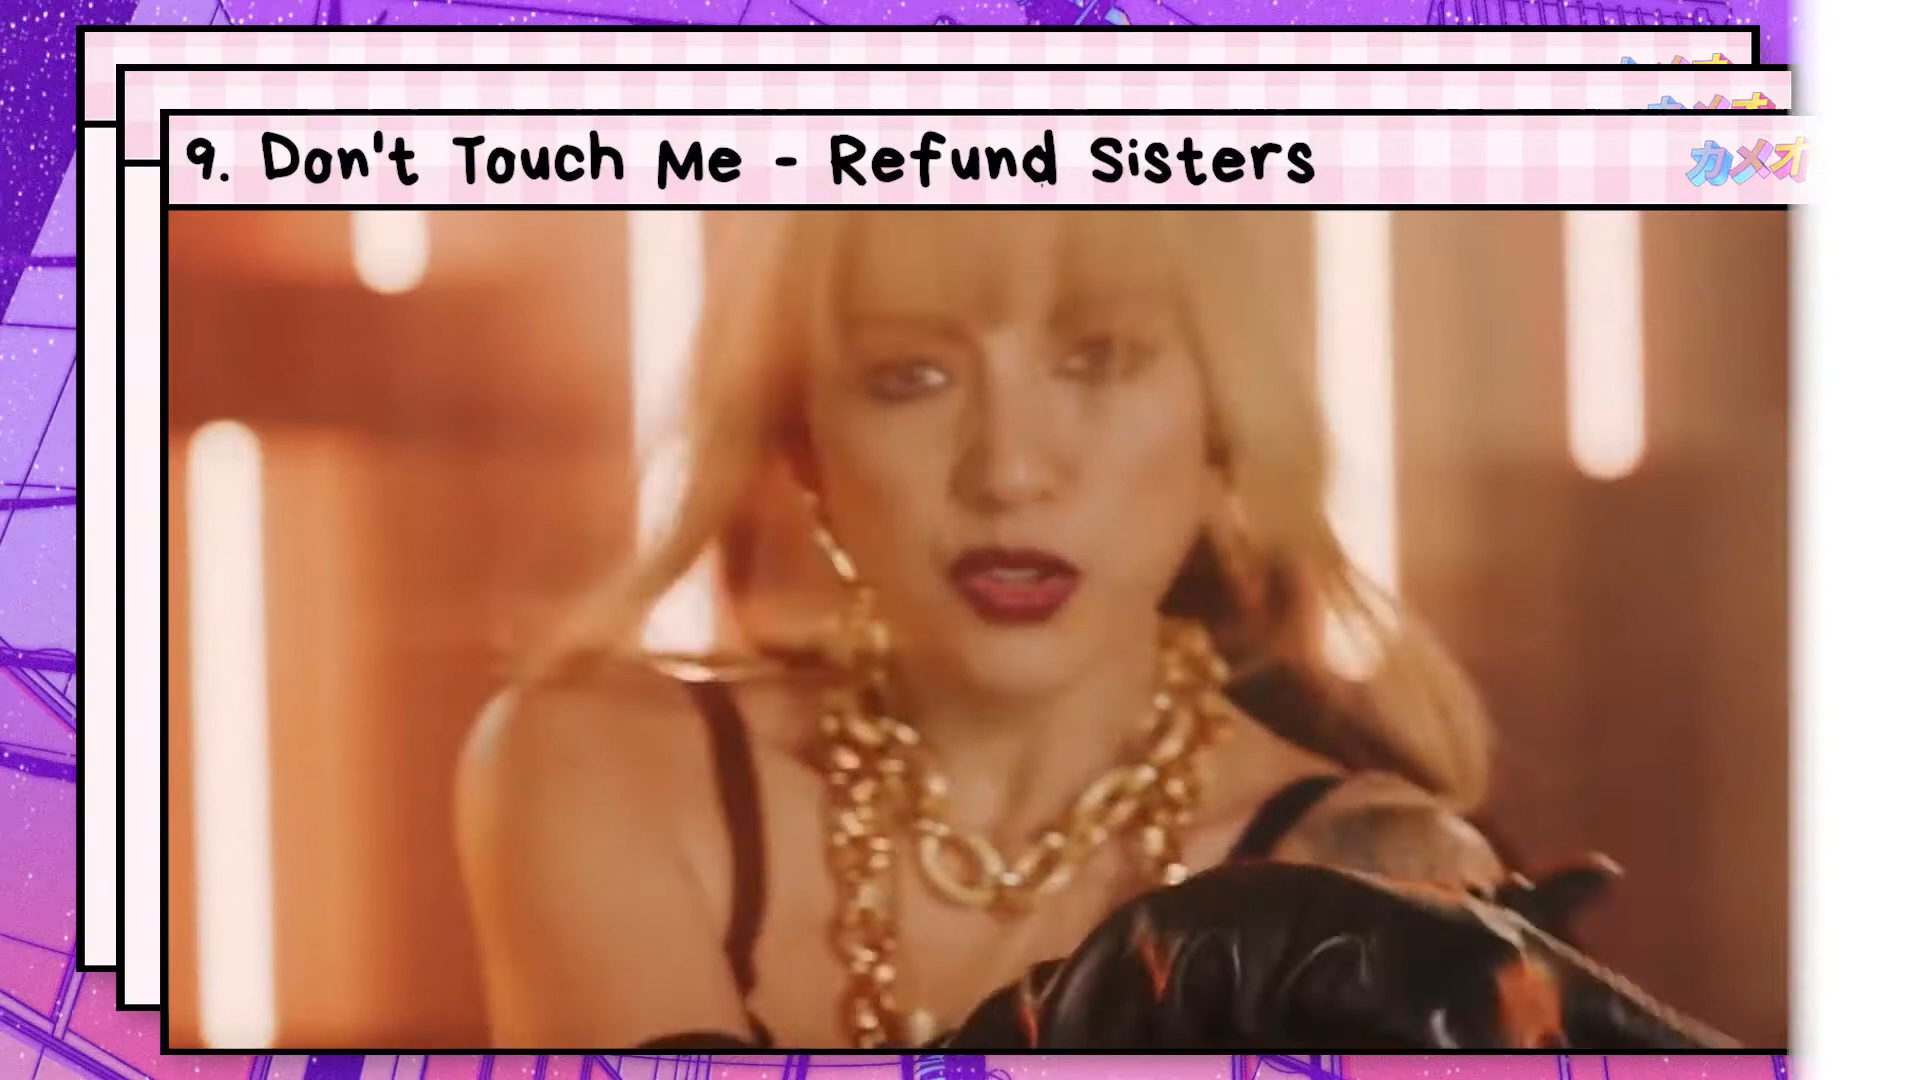 9. Don't Touch Me - Refund Sisters
カメオ